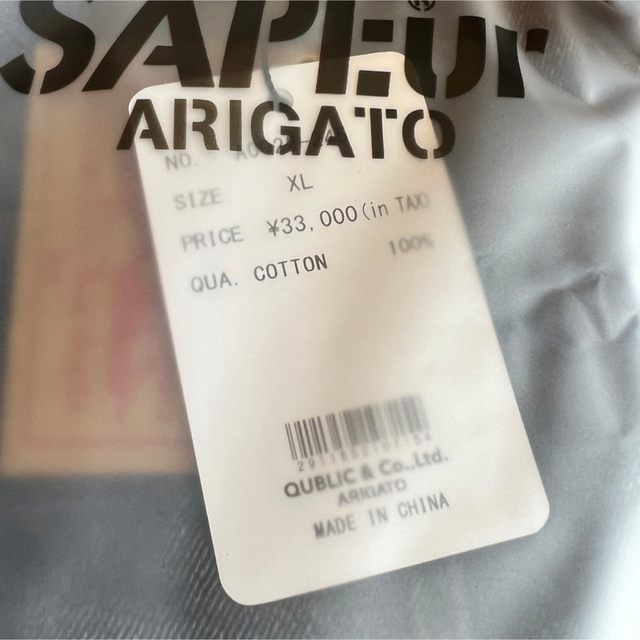 SAPEur®
ARIGATO
NO.
SIZE XL
PRICE ¥33,000(in TAX)
QUA. COTTON 100%
QUBLIC & Co.,Ltd.
ARIGATO
MADE IN CHINA